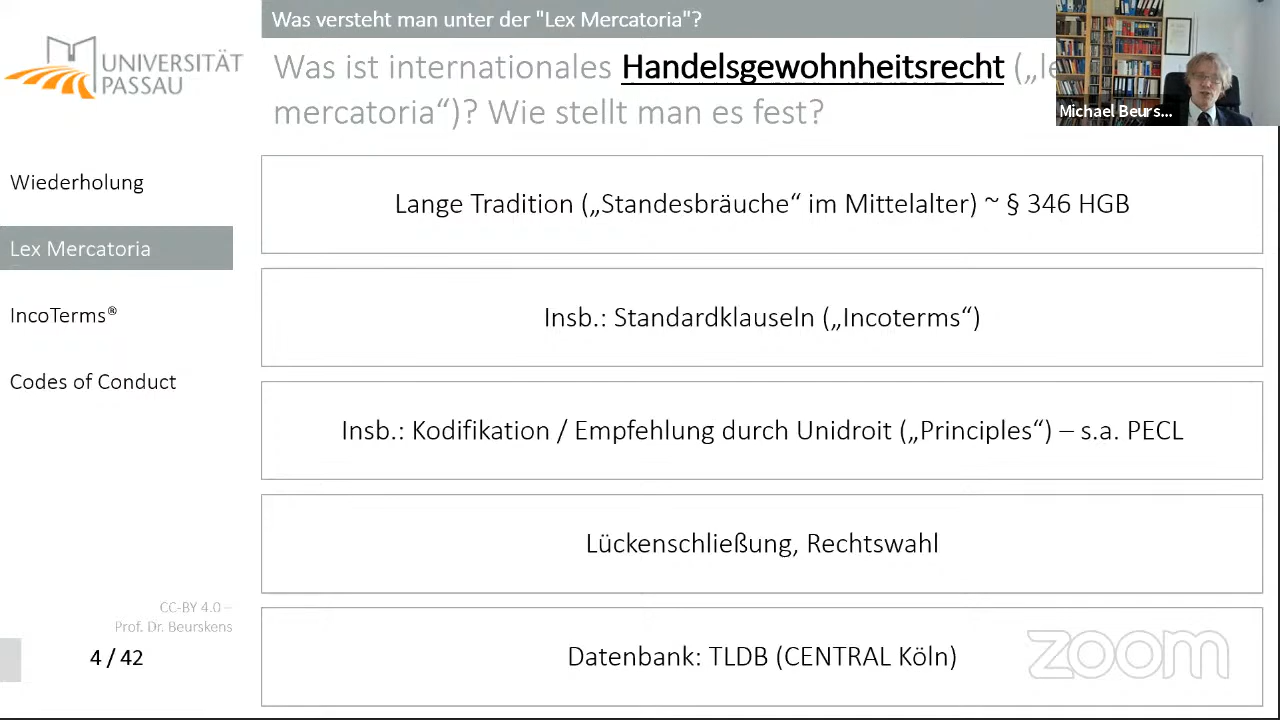 Was versteht man unter der "Lex Mercatoria"?
UNIVERSITÄT
PASSAU
Was ist internationales Handelsgewohnheitsrecht („le
mercatoria“)? Wie stellt man es fest?
Michael Beurs...
Wiederholung
Lex Mercatoria
IncoTerms®
Codes of Conduct
Lange Tradition („Standesbräuche“ im Mittelalter) ~ § 346 HGB
Insb.: Standardklauseln („Incoterms“)
Insb.: Kodifikation / Empfehlung durch Unidroit („Principles“) – s.a. PECL
Lückenschließung, Rechtswahl
Datenbank: TLDB (CENTRAL Köln)
CC-BY 4.0 –
Prof. Dr. Beurskens
4 / 42
zoom